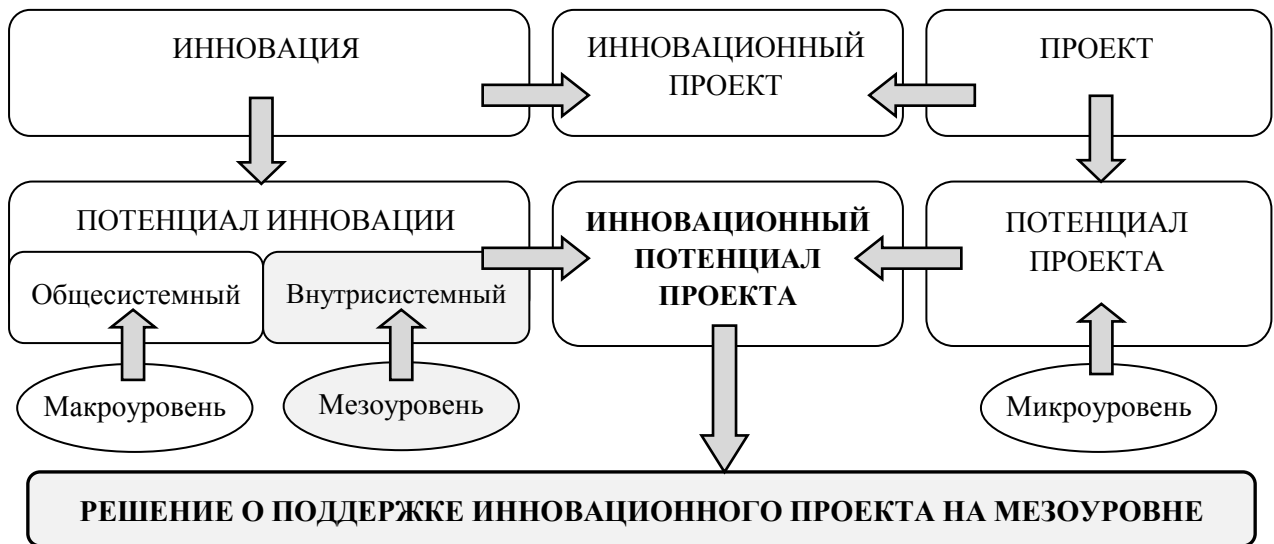 ИННОВАЦИЯ
ИННОВАЦИОННЫЙ
ПРОЕКТ
ПРОЕКТ
ПОТЕНЦИАЛ ИННОВАЦИИ
Общесистемный
Внутрисистемный
ИННОВАЦИОННЫЙ
ПОТЕНЦИАЛ
ПРОЕКТА
ПОТЕНЦИАЛ
ПРОЕКТА
Макроуровень
Мезоуровень
Микроуровень
РЕШЕНИЕ О ПОДДЕРЖКЕ ИННОВАЦИОННОГО ПРОЕКТА НА МЕЗОУРОВНЕ